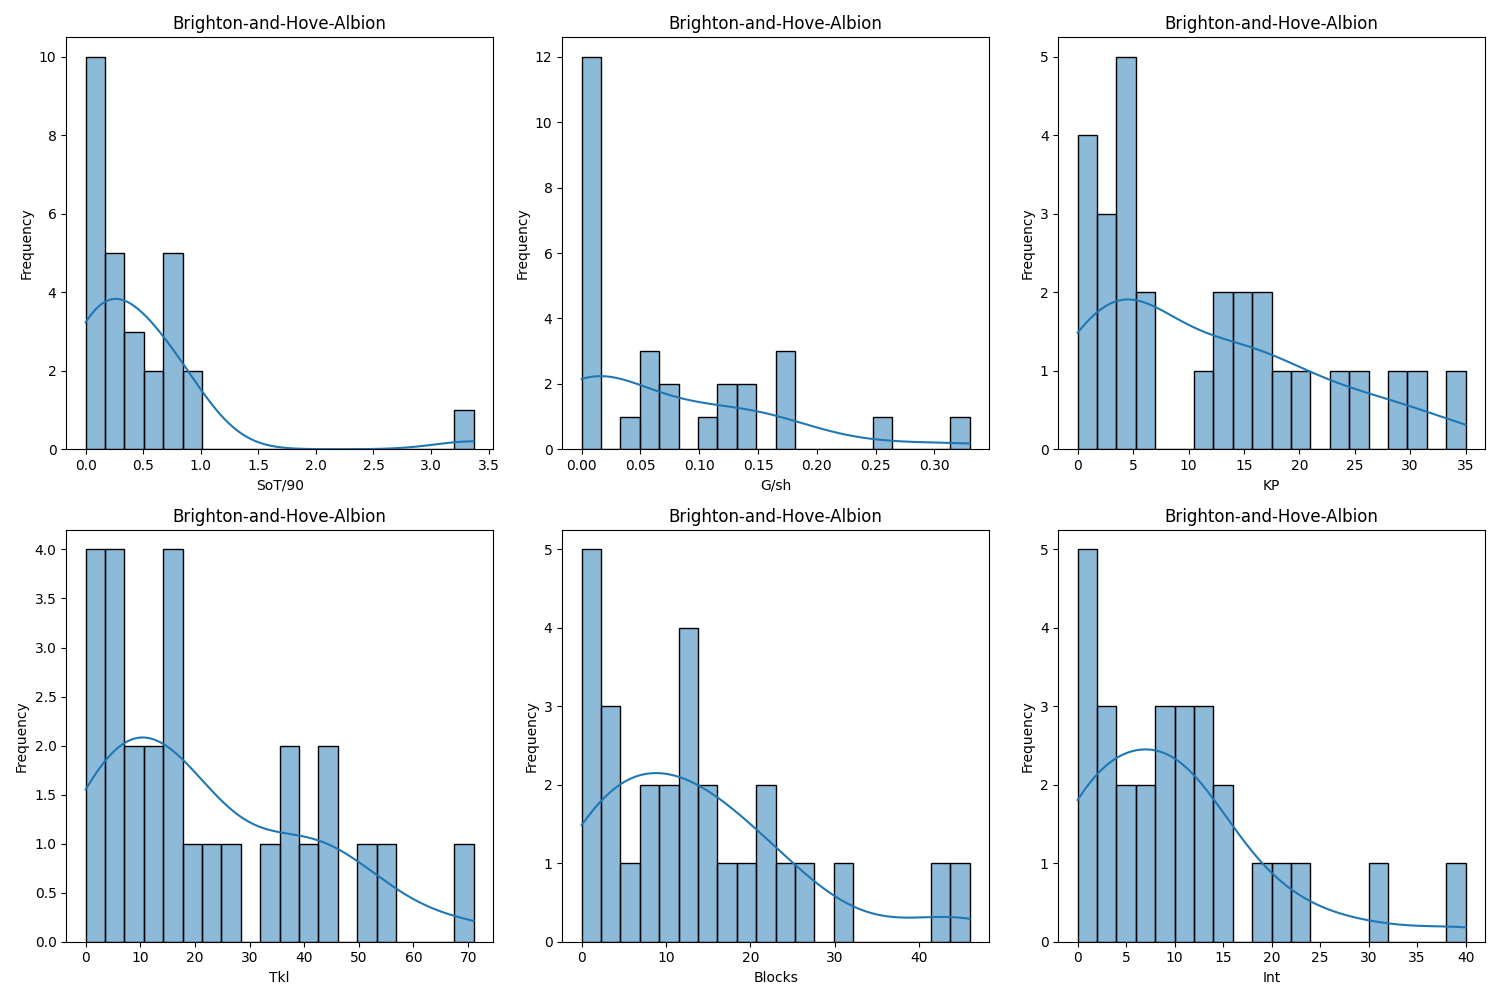 Brighton-and-Hove-Albion
Frequency
10
8
6
4
2
0
0.0 0.5 1.0 1.5 2.0 2.5 3.0 3.5
SoT/90
Brighton-and-Hove-Albion
Frequency
12
10
8
6
4
2
0
0.00 0.05 0.10 0.15 0.20 0.25 0.30
G/sh
Brighton-and-Hove-Albion
Frequency
5
4
3
2
1
0
0 5 10 15 20 25 30 35
KP
Brighton-and-Hove-Albion
Frequency
4.0
3.5
3.0
2.5
2.0
1.5
1.0
0.5
0.0
0 10 20 30 40 50 60 70
Tkl
Brighton-and-Hove-Albion
Frequency
5
4
3
2
1
0
0 10 20 30 40
Blocks
Brighton-and-Hove-Albion
Frequency
5
4
3
2
1
0
0 5 10 15 20 25 30 35 40
Int